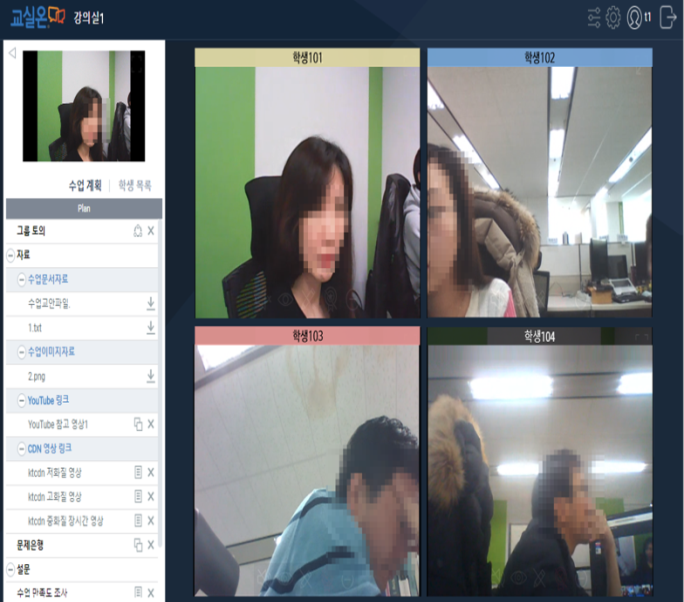 교실온 강의실1
t1
수업 계획 | 학생 목록
Plan
그룹 토의
자료
수업문서자료
수업교안파일.
1.txt
수업이미지자료
2.png
YouTube 링크
YouTube 참고 영상1
CDN 영상 링크
ktcdn 저화질 영상
ktcdn 고화질 영상
ktcdn 중화질 장시간 영상
문제은행
설문
수업 만족도 조사
학생101
학생102
학생103
학생104